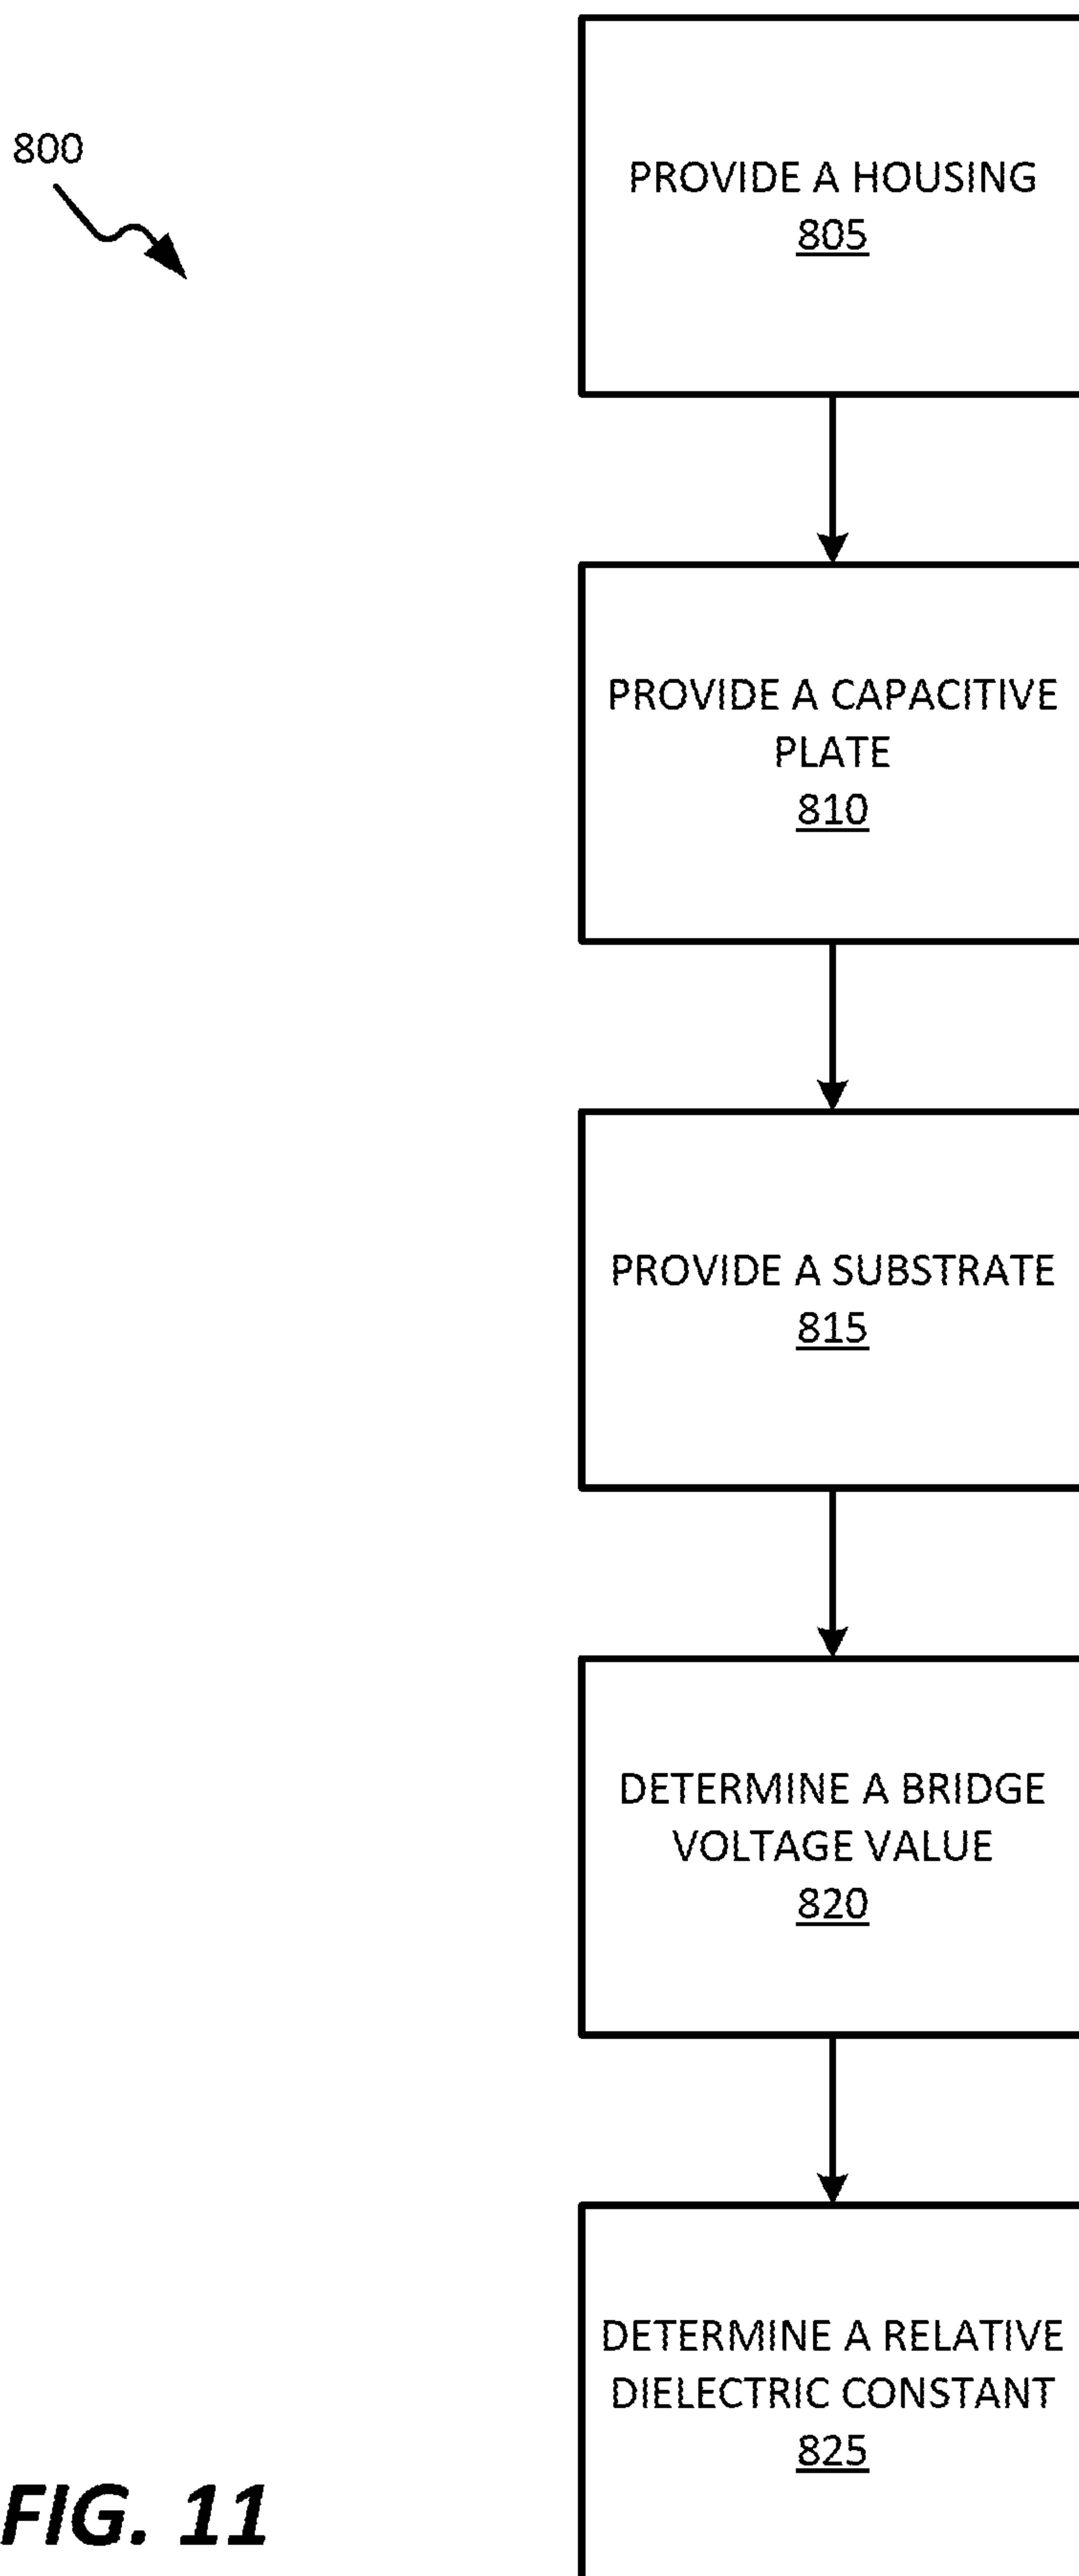 800
PROVIDE A HOUSING
805
PROVIDE A CAPACITIVE
PLATE
810
PROVIDE A SUBSTRATE
815
DETERMINE A BRIDGE
VOLTAGE VALUE
820
DETERMINE A RELATIVE
DIELECTRIC CONSTANT
825
FIG. 11